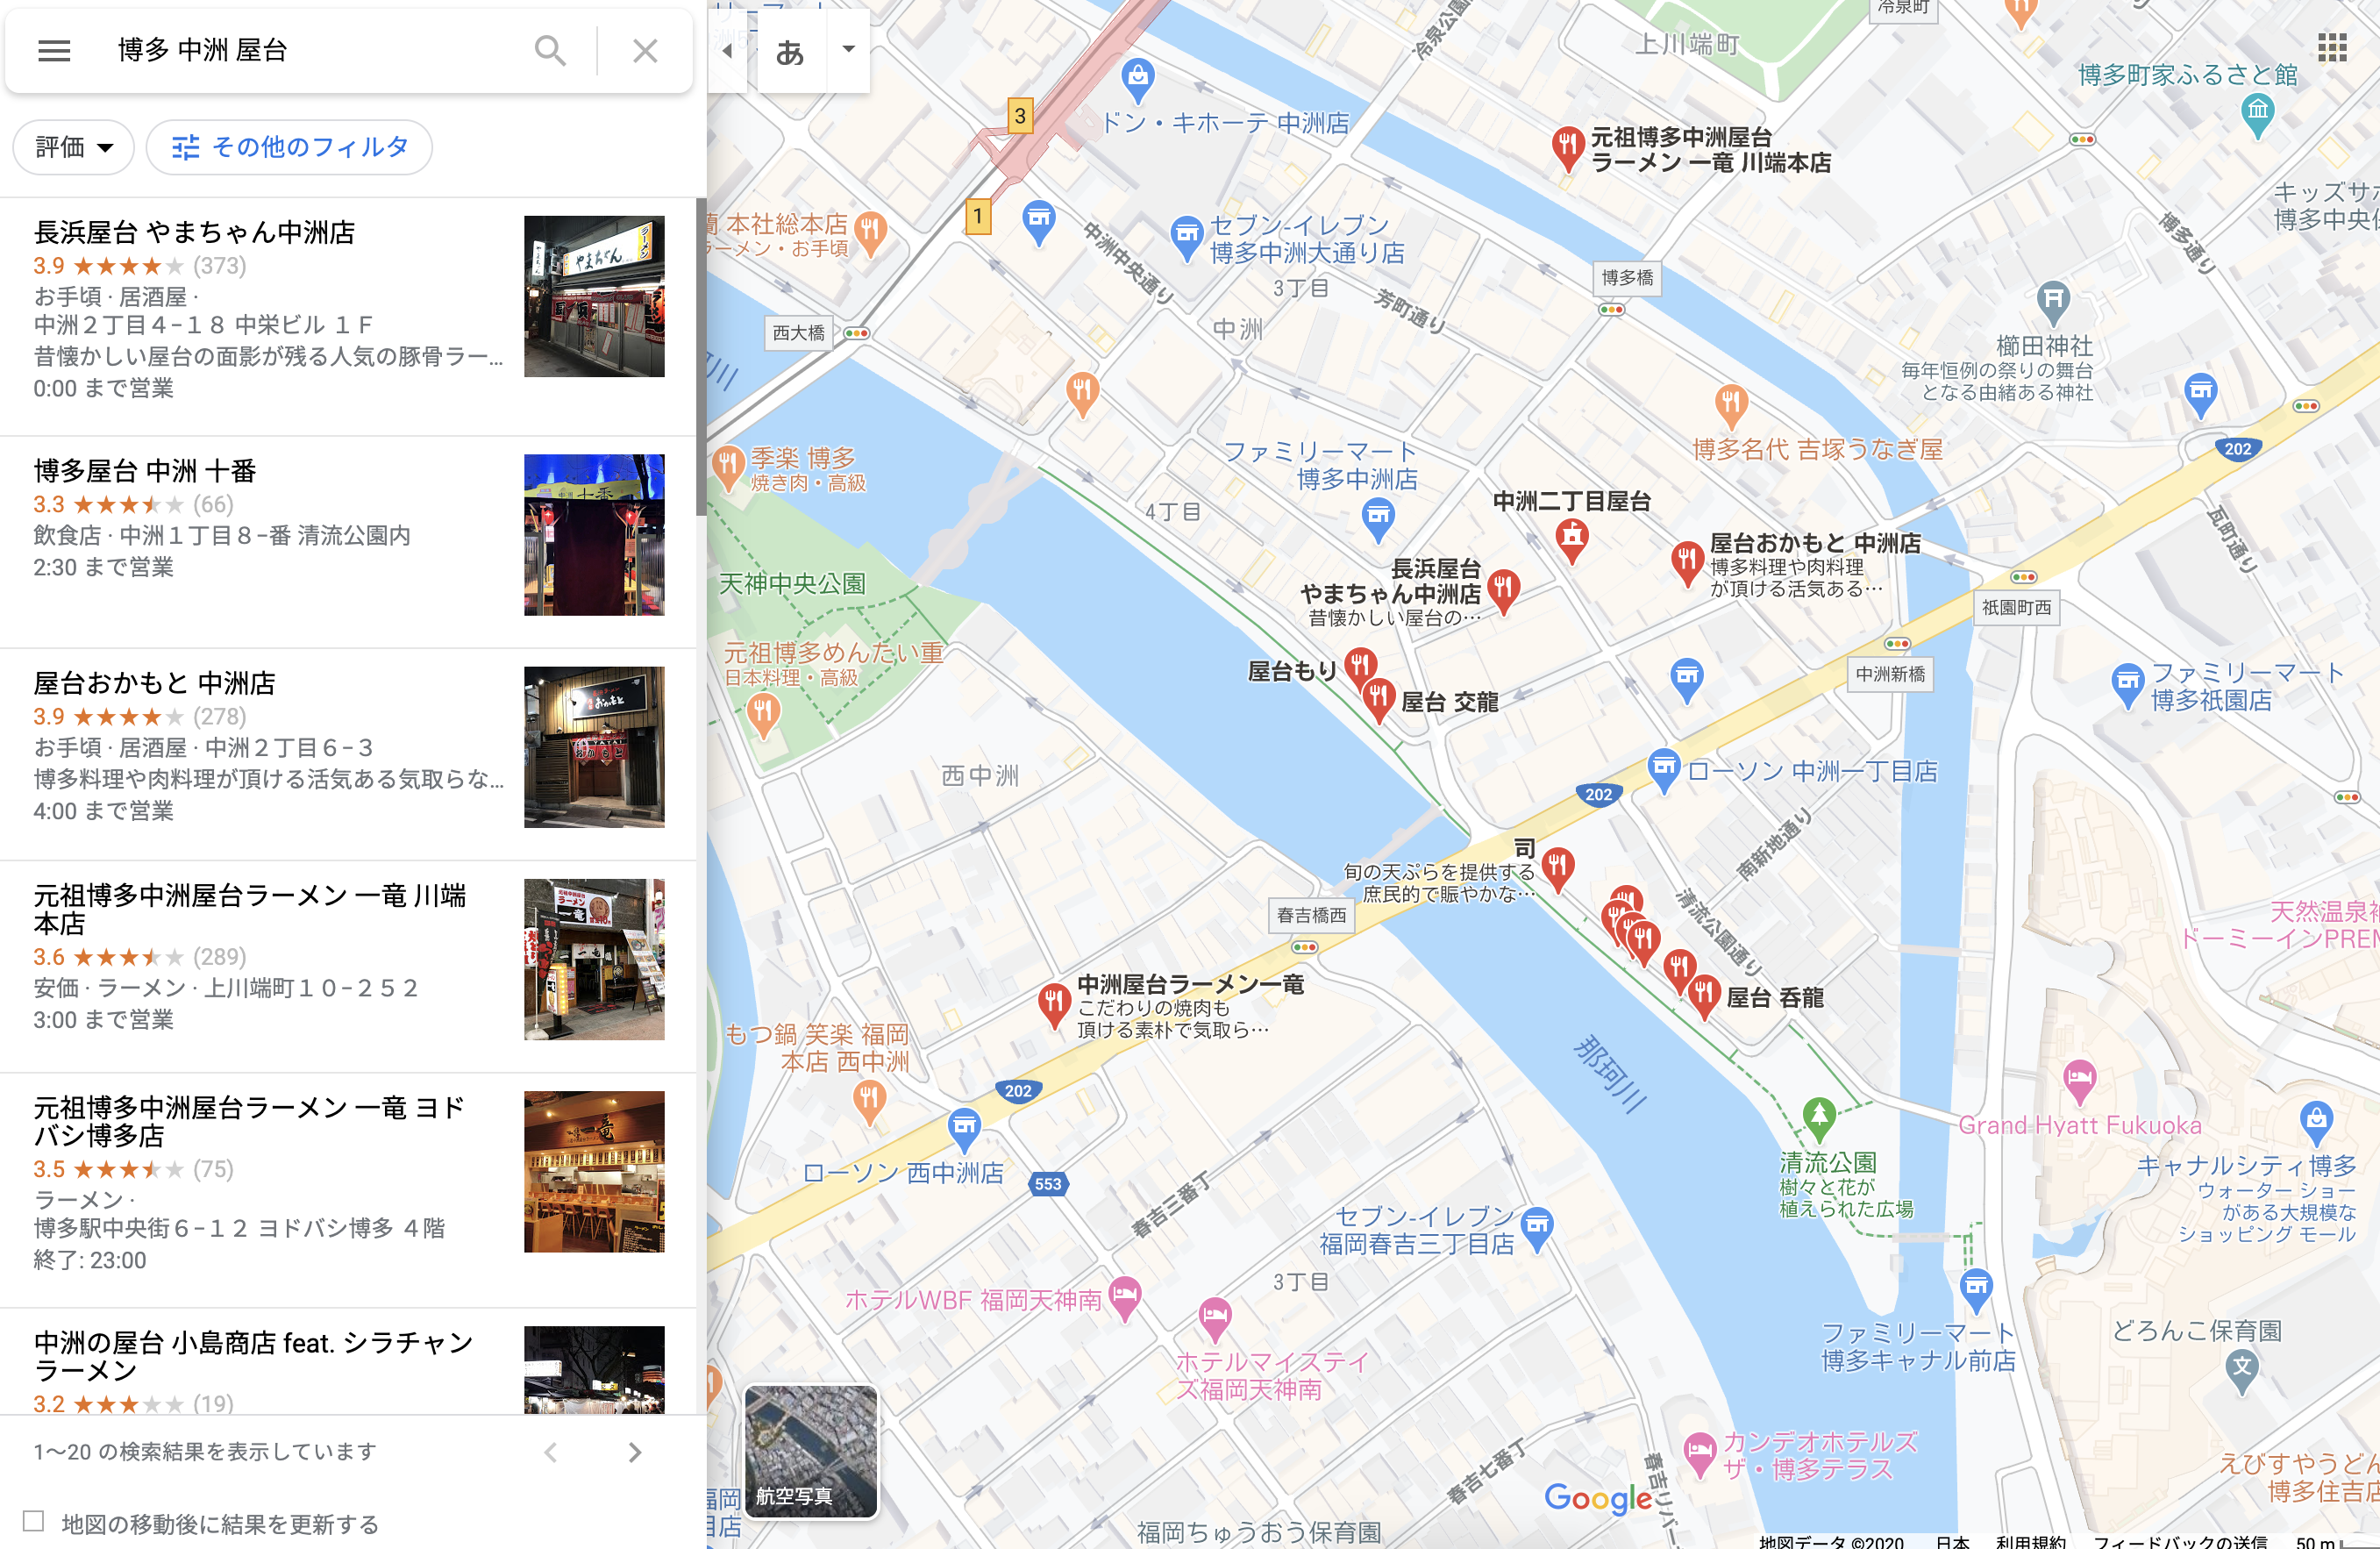 博多 中洲 屋台
評価
その他のフィルタ
長浜屋台 やまちゃん中洲店
3.9 (373)
お手頃 · 居酒屋 ·
中洲２丁目４−１８ 中栄ビル １Ｆ
昔懐かしい屋台の面影が残る人気の豚骨ラー...
0:00 まで営業
博多屋台 中洲 十番
3.3 (66)
飲食店 · 中洲１丁目８−番 清流公園内
2:30 まで営業
屋台おかもと 中洲店
3.9 (278)
お手頃 · 居酒屋 · 中洲２丁目６−３
博多料理や肉料理が頂ける活気ある気取らな...
4:00 まで営業
元祖博多中洲屋台ラーメン 一竜 川端
本店
3.6 (289)
安価 · ラーメン · 上川端町１０−２５２
3:00 まで営業
元祖博多中洲屋台ラーメン 一竜 ヨド
バシ博多店
3.5 (75)
ラーメン ·
博多駅中央街６−１２ ヨドバシ博多 ４階
終了: 23:00
中洲の屋台 小島商店 feat. シラチャン
ラーメン
3.2 (19)
1～20 の検索結果を表示しています
地図の移動後に結果を更新する
あ
冷泉町
上川端町
冷泉公園
博多町家ふるさと館
3
ドン・キホーテ 中洲店
元祖博多中洲屋台
ラーメン 一竜 川端本店
キッズサポ
博多中央保
1
蘭 本社総本店
ラーメン・お手頃
セブン-イレブン
博多中洲大通り店
中洲中央通り
3丁目
芳町通り
博多橋
博多通り
西大橋
中洲
櫛田神社
毎年恒例の祭りの舞台
となる由緒ある神社
季楽 博多
焼き肉・高級
ファミリーマート
博多中洲店
博多名代 吉塚うなぎ屋
202
4丁目
中洲二丁目屋台
屋台おかもと 中洲店
博多料理や肉料理
が頂ける活気ある…
瓦町通り
天神中央公園
長浜屋台
やまちゃん中洲店
昔懐かしい屋台の…
祇園町西
元祖博多めんたい重
日本料理・高級
屋台もり
屋台 交龍
中洲新橋
ファミリーマート
博多祇園店
西中洲
202
ローソン 中洲一丁目店
南新地通り
司
旬の天ぷらを提供する
庶民的で賑やかな…
春吉橋西
清流公園通り
天然温泉袖
ドーミーインPREM
中洲屋台ラーメン一竜
こだわりの焼肉も
頂ける素朴で気取ら…
屋台 呑龍
もつ鍋 笑楽 福岡
本店 西中洲
那珂川
202
Grand Hyatt Fukuoka
ローソン 西中洲店
553
清流公園
樹々と花が
植えられた広場
キャナルシティ博多
ウォーター ショー
がある大規模な
ショッピング モール
春吉三番丁
セブン-イレブン
福岡春吉三丁目店
3丁目
ホテルWBF 福岡天神南
ホテルマイステイ
ズ福岡天神南
ファミリーマート
博多キャナル前店
どろんこ保育園
カンデオホテルズ
ザ・博多テラス
春吉七番丁
春吉リバー
えびすやうどん
博多住吉店
航空写真
Google
福岡ちゅうおう保育園
地図データ ©2020 日本 利用規約 フィードバックの送信 50 m